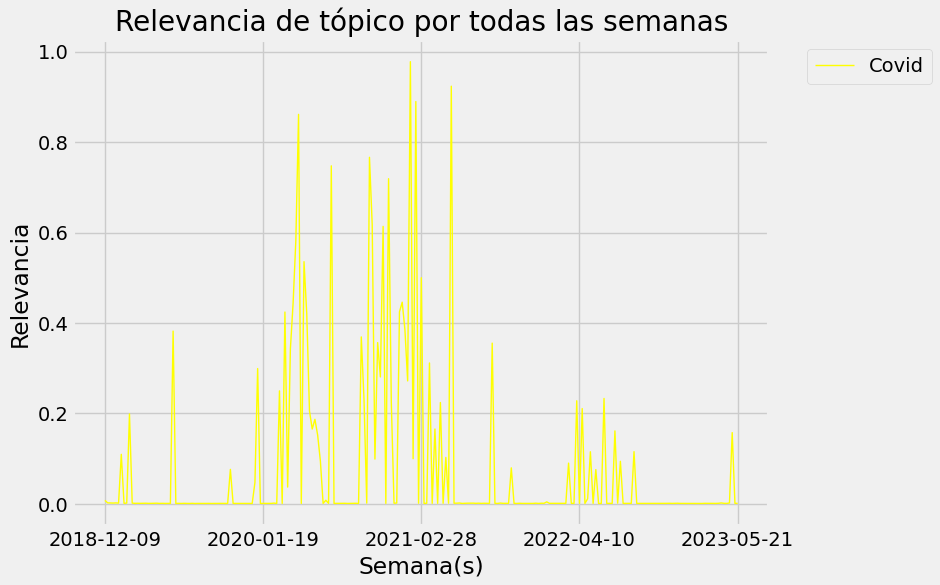 Relevancia de tópico por todas las semanas
Covid
Relevancia
1.0
0.8
0.6
0.4
0.2
0.0
2018-12-09 2020-01-19 2021-02-28 2022-04-10 2023-05-21
Semana(s)